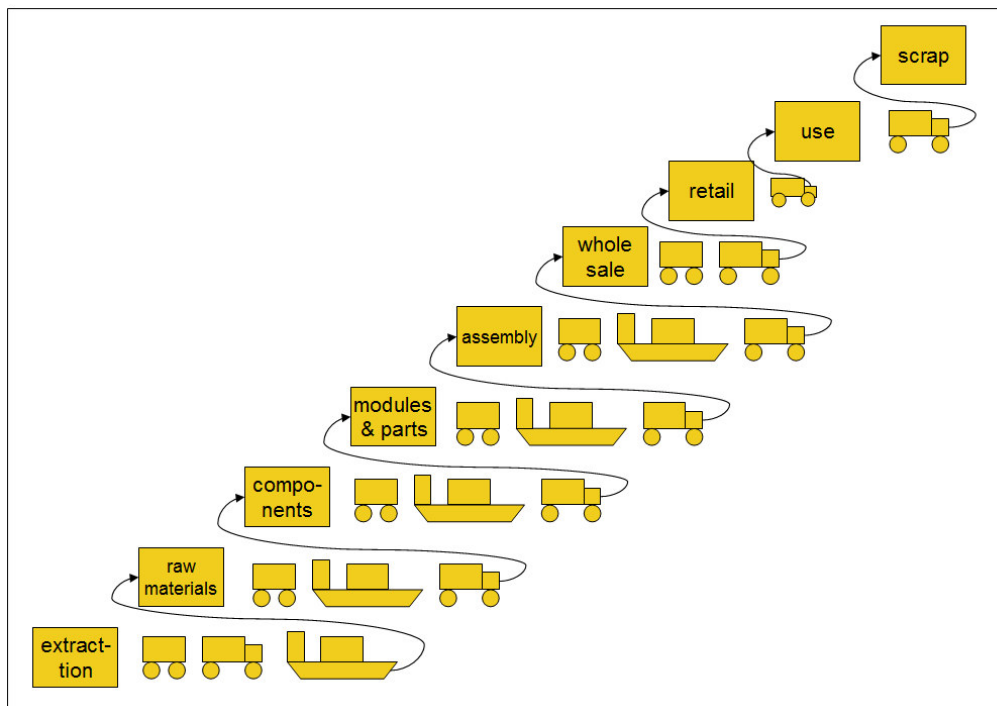 scrap
use
retail
whole
sale
assembly
modules
& parts
compo-
nents
raw
materials
extract-
tion